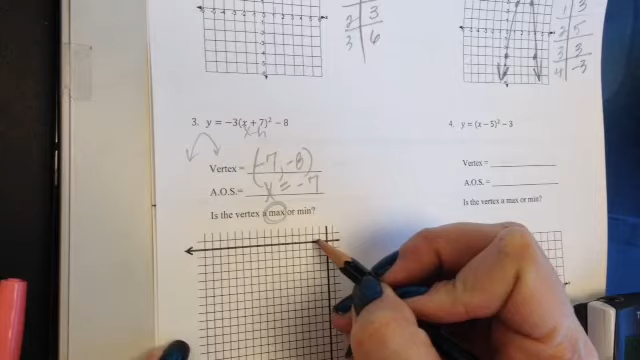 2 3
3 6
1 3
2 5
3 3
4 -3
3. y = −3(x + 7)² − 8
x-h
Vertex = (-7, -8)
A.O.S.= x = -7
Is the vertex a max or min?
4. y = (x − 5)² − 3
Vertex =
A.O.S. =
Is the vertex a max or min?